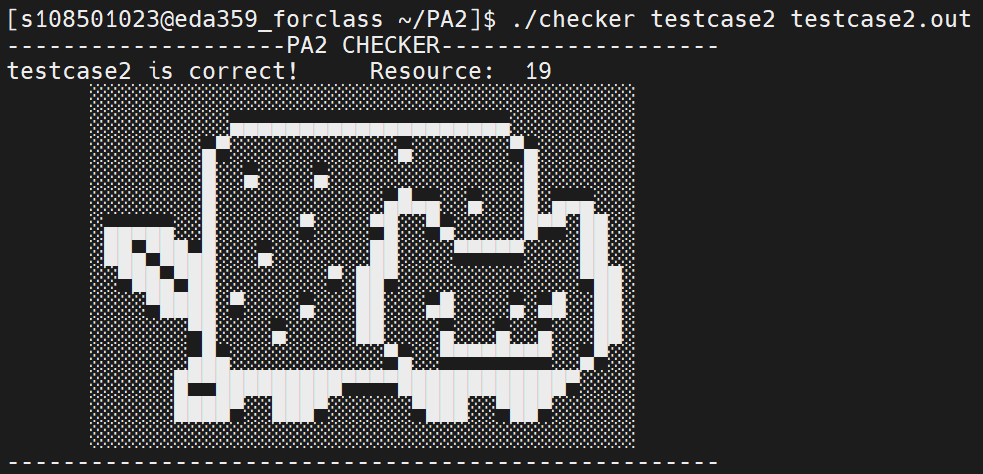 [s108501023@eda359_forclass ~/PA2]$ ./checker testcase2 testcase2.out
--------------------PA2 CHECKER--------------------
testcase2 is correct!     Resource:  19
---------------------------------------------------